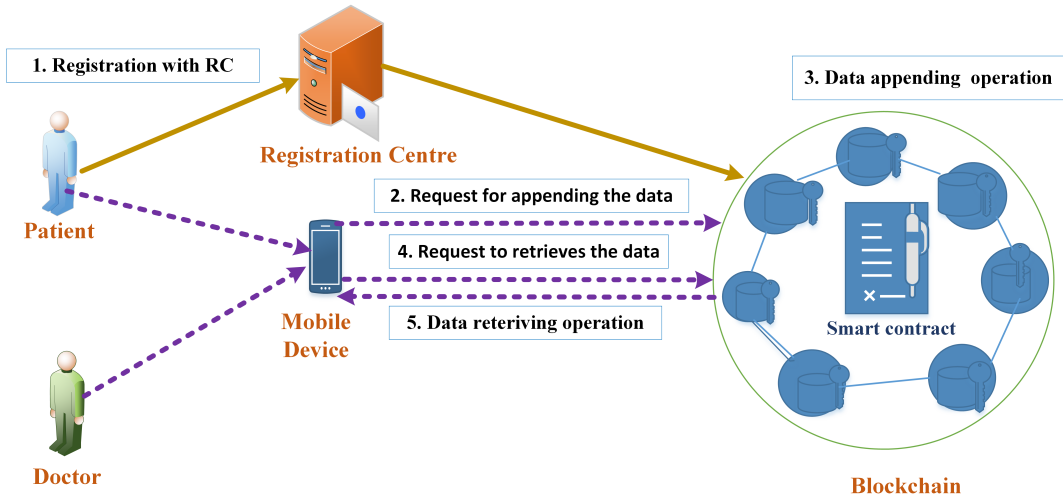 1. Registration with RC
3. Data appending operation
Registration Centre
2. Request for appending the data
Patient
4. Request to retrieves the data
Mobile
Device
5. Data reteriving operation
Smart contract
Doctor
Blockchain